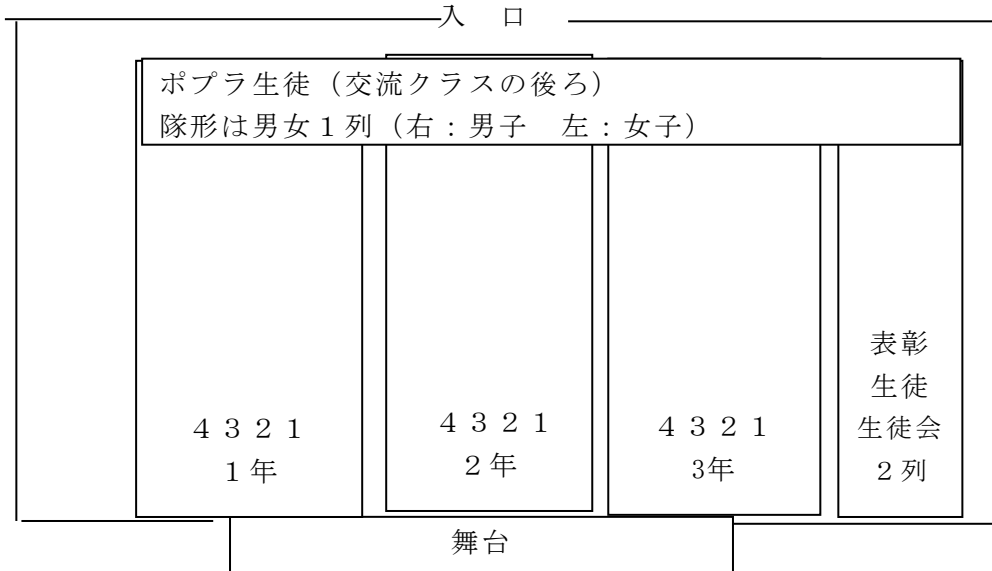 入　口
ポプラ生徒（交流クラスの後ろ）
隊形は男女１列（右：男子　左：女子）
４３２１
１年
４３２１
２年
４３２１
3年
表彰
生徒
生徒会
２列
舞台